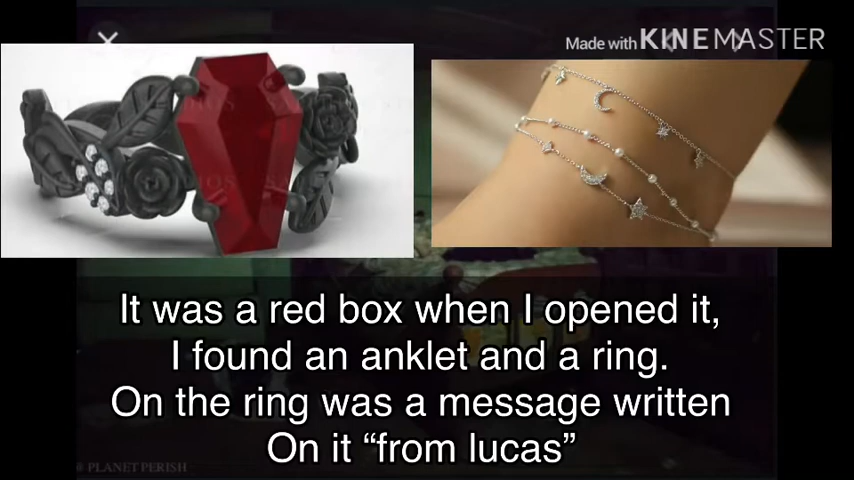 Made with KINEMASTER
It was a red box when I opened it,
I found an anklet and a ring.
On the ring was a message written
On it “from lucas”
PLANET PERISH